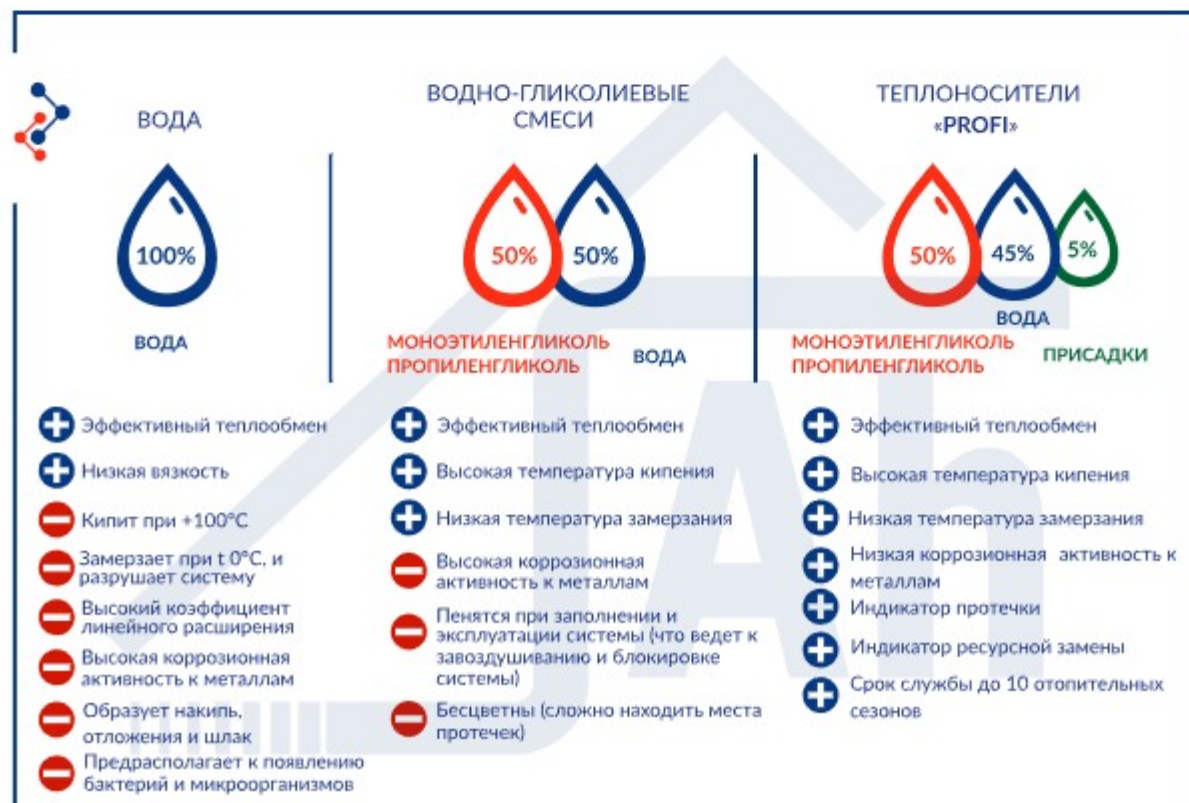 ВОДА
100%
ВОДА
Эффективный теплообмен
Низкая вязкость
Кипит при +100°С
Замерзает при t 0°С, и
разрушает систему
Высокий коэффициент
линейного расширения
Высокая коррозионная
активность к металлам
Образует накипь,
отложения и шлак
Предрасполагает к появлению
бактерий и микроорганизмов
ВОДНО-ГЛИКОЛИЕВЫЕ
СМЕСИ
50% 50%
МОНОЭТИЛЕНГЛИКОЛЬ
ПРОПИЛЕНГЛИКОЛЬ
ВОДА
Эффективный теплообмен
Высокая температура кипения
Низкая температура замерзания
Высокая коррозионная
активность к металлам
Пенятся при заполнении и
эксплуатации системы (что ведет к
завоздушиванию и блокировке
системы)
Бесцветны (сложно находить места
протечек)
ТЕПЛОНОСИТЕЛИ
«PROFI»
50% 45% 5%
ВОДА
МОНОЭТИЛЕНГЛИКОЛЬ
ПРОПИЛЕНГЛИКОЛЬ
ПРИСАДКИ
Эффективный теплообмен
Высокая температура кипения
Низкая температура замерзания
Низкая коррозионная активность к
металлам
Индикатор протечки
Индикатор ресурсной замены
Срок службы до 10 отопительных
сезонов
Ah